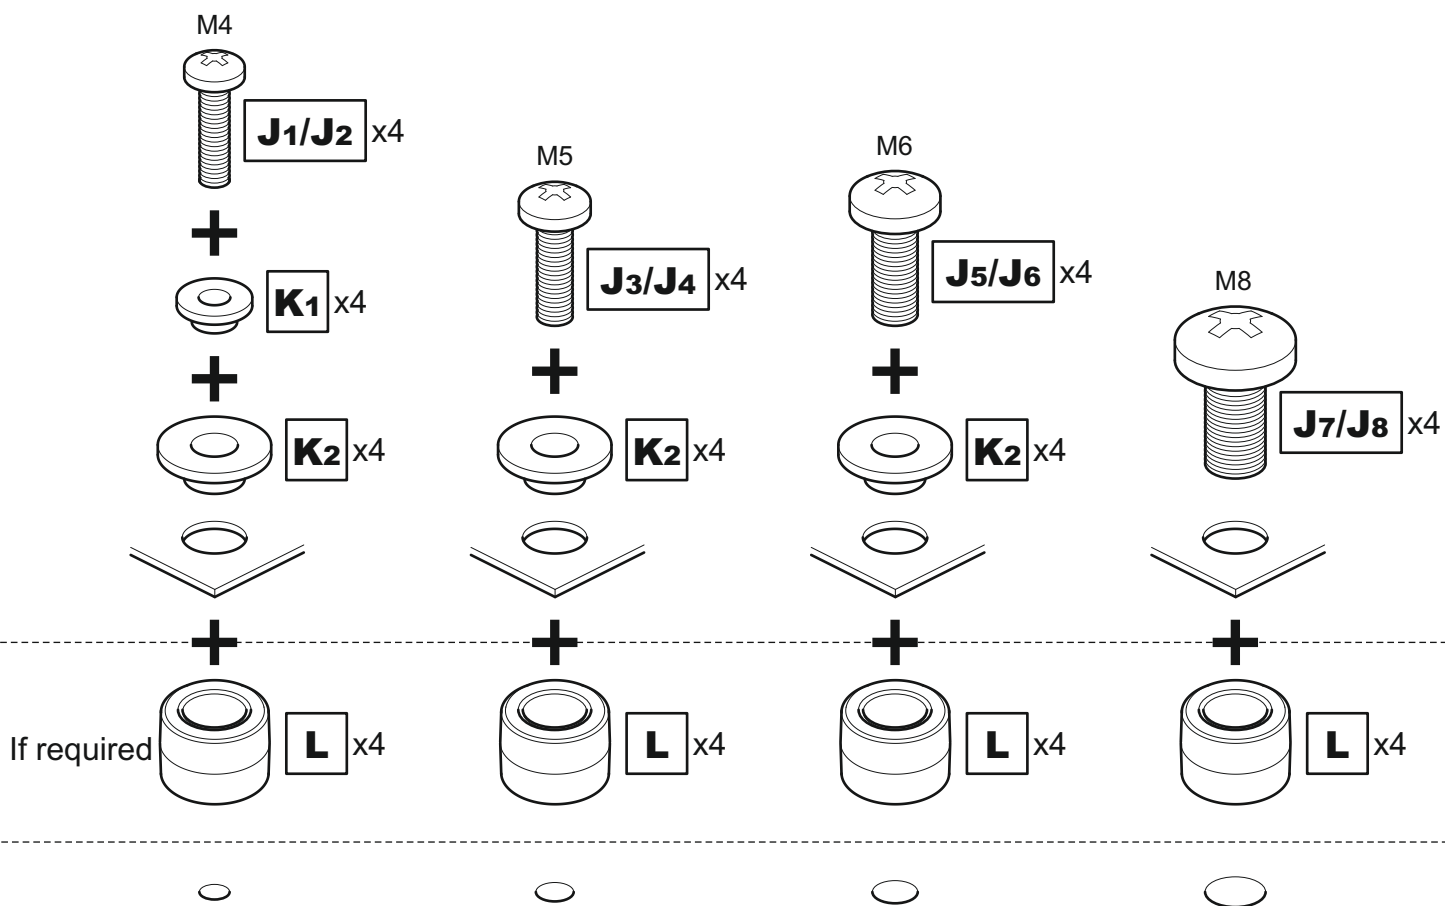 M4
J1/J2 x4
M5
M6
J3/J4 x4
J5/J6 x4
M8
K1 x4
J7/J8 x4
K2 x4
K2 x4
K2 x4
If required
L x4
L x4
L x4
L x4